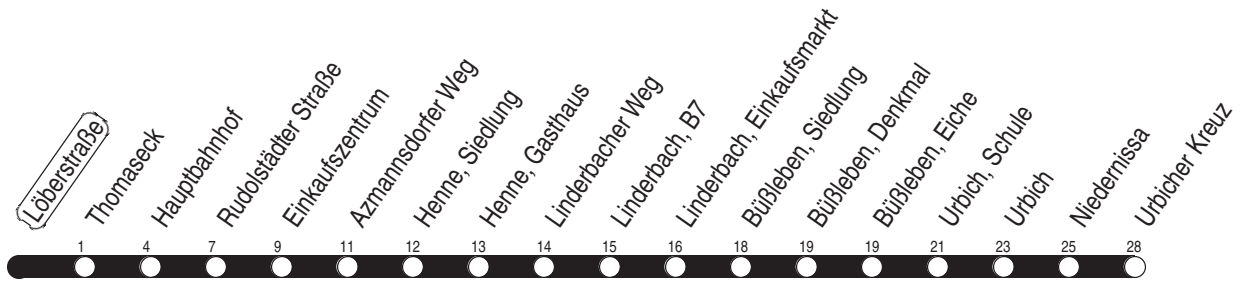 Löberstraße
Thomaseck
Hauptbahnhof
Rudolstädter Straße
Einkaufszentrum
Azmannsdorfer Weg
Henne, Siedlung
Henne, Gasthaus
Linderbacher Weg
Linderbach, B7
Linderbach, Einkaufsmarkt
Büßleben, Siedlung
Büßleben, Denkmal
Büßleben, Eiche
Urbich, Schule
Urbich
Niedernissa
Urbicher Kreuz
1 4 7 9 11 12 13 14 15 16 18 19 19 21 23 25 28